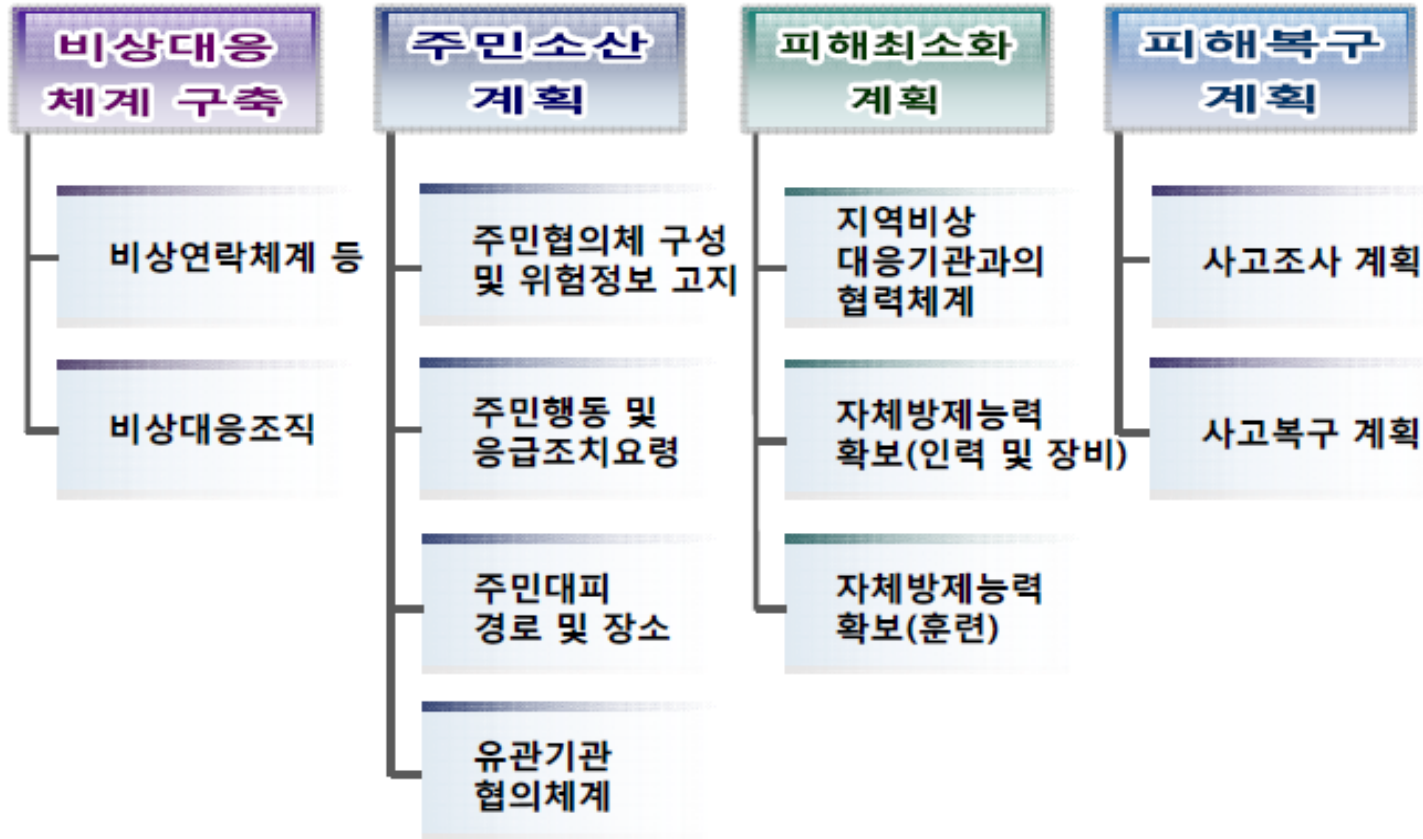 비상대응
체계 구축
비상연락체계 등
비상대응조직
주민소산
계획
주민협의체 구성
및 위험정보 고지
주민행동 및
응급조치요령
주민대피
경로 및 장소
유관기관
협의체계
피해최소화
계획
지역비상
대응기관과의
협력체계
자체방제능력
확보(인력 및 장비)
자체방제능력
확보(훈련)
피해복구
계획
사고조사 계획
사고복구 계획